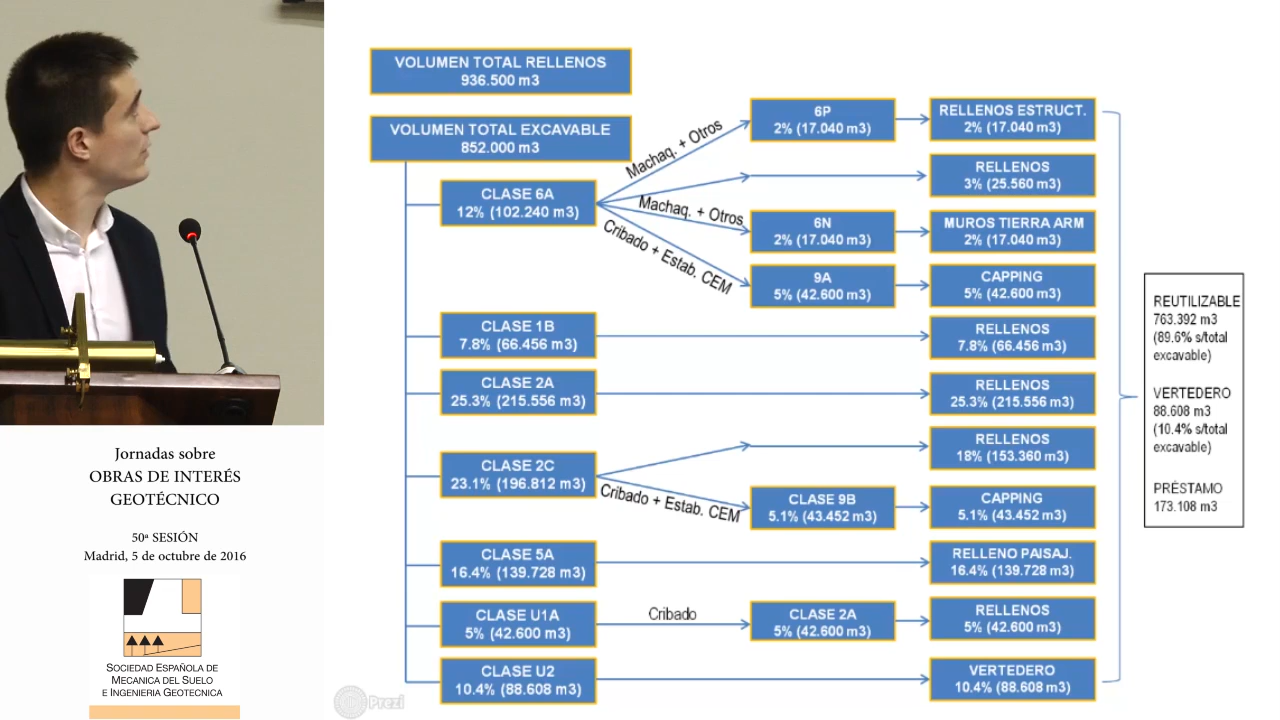 VOLUMEN TOTAL RELLENOS
936.500 m3
VOLUMEN TOTAL EXCAVABLE
852.000 m3
CLASE 6A
12% (102.240 m3)
Machaq. + Otros
6P
2% (17.040 m3)
RELLENOS ESTRUCT.
2% (17.040 m3)
RELLENOS
3% (25.560 m3)
Machaq. + Otros
6N
2% (17.040 m3)
MUROS TIERRA ARM
2% (17.040 m3)
Cribado + Estab. CEM
9A
5% (42.600 m3)
CAPPING
5% (42.600 m3)
CLASE 1B
7.8% (66.456 m3)
RELLENOS
7.8% (66.456 m3)
CLASE 2A
25.3% (215.556 m3)
RELLENOS
25.3% (215.556 m3)
CLASE 2C
23.1% (196.812 m3)
RELLENOS
18% (153.360 m3)
Cribado + Estab. CEM
CLASE 9B
5.1% (43.452 m3)
CAPPING
5.1% (43.452 m3)
CLASE 5A
16.4% (139.728 m3)
RELLENO PAISAJ.
16.4% (139.728 m3)
CLASE U1A
5% (42.600 m3)
Cribado
CLASE 2A
5% (42.600 m3)
RELLENOS
5% (42.600 m3)
CLASE U2
10.4% (88.608 m3)
VERTEDERO
10.4% (88.608 m3)
REUTILIZABLE
763.392 m3
(89.6% s/total
excavable)
VERTEDERO
88.608 m3
(10.4% s/total
excavable)
PRÉSTAMO
173.108 m3
Jornadas sobre
OBRAS DE INTERÉS
GEOTÉCNICO
50ª SESIÓN
Madrid, 5 de octubre de 2016
SOCIEDAD ESPAÑOLA DE
MECANICA DEL SUELO
E INGENIERIA GEOTECNICA
Prezi